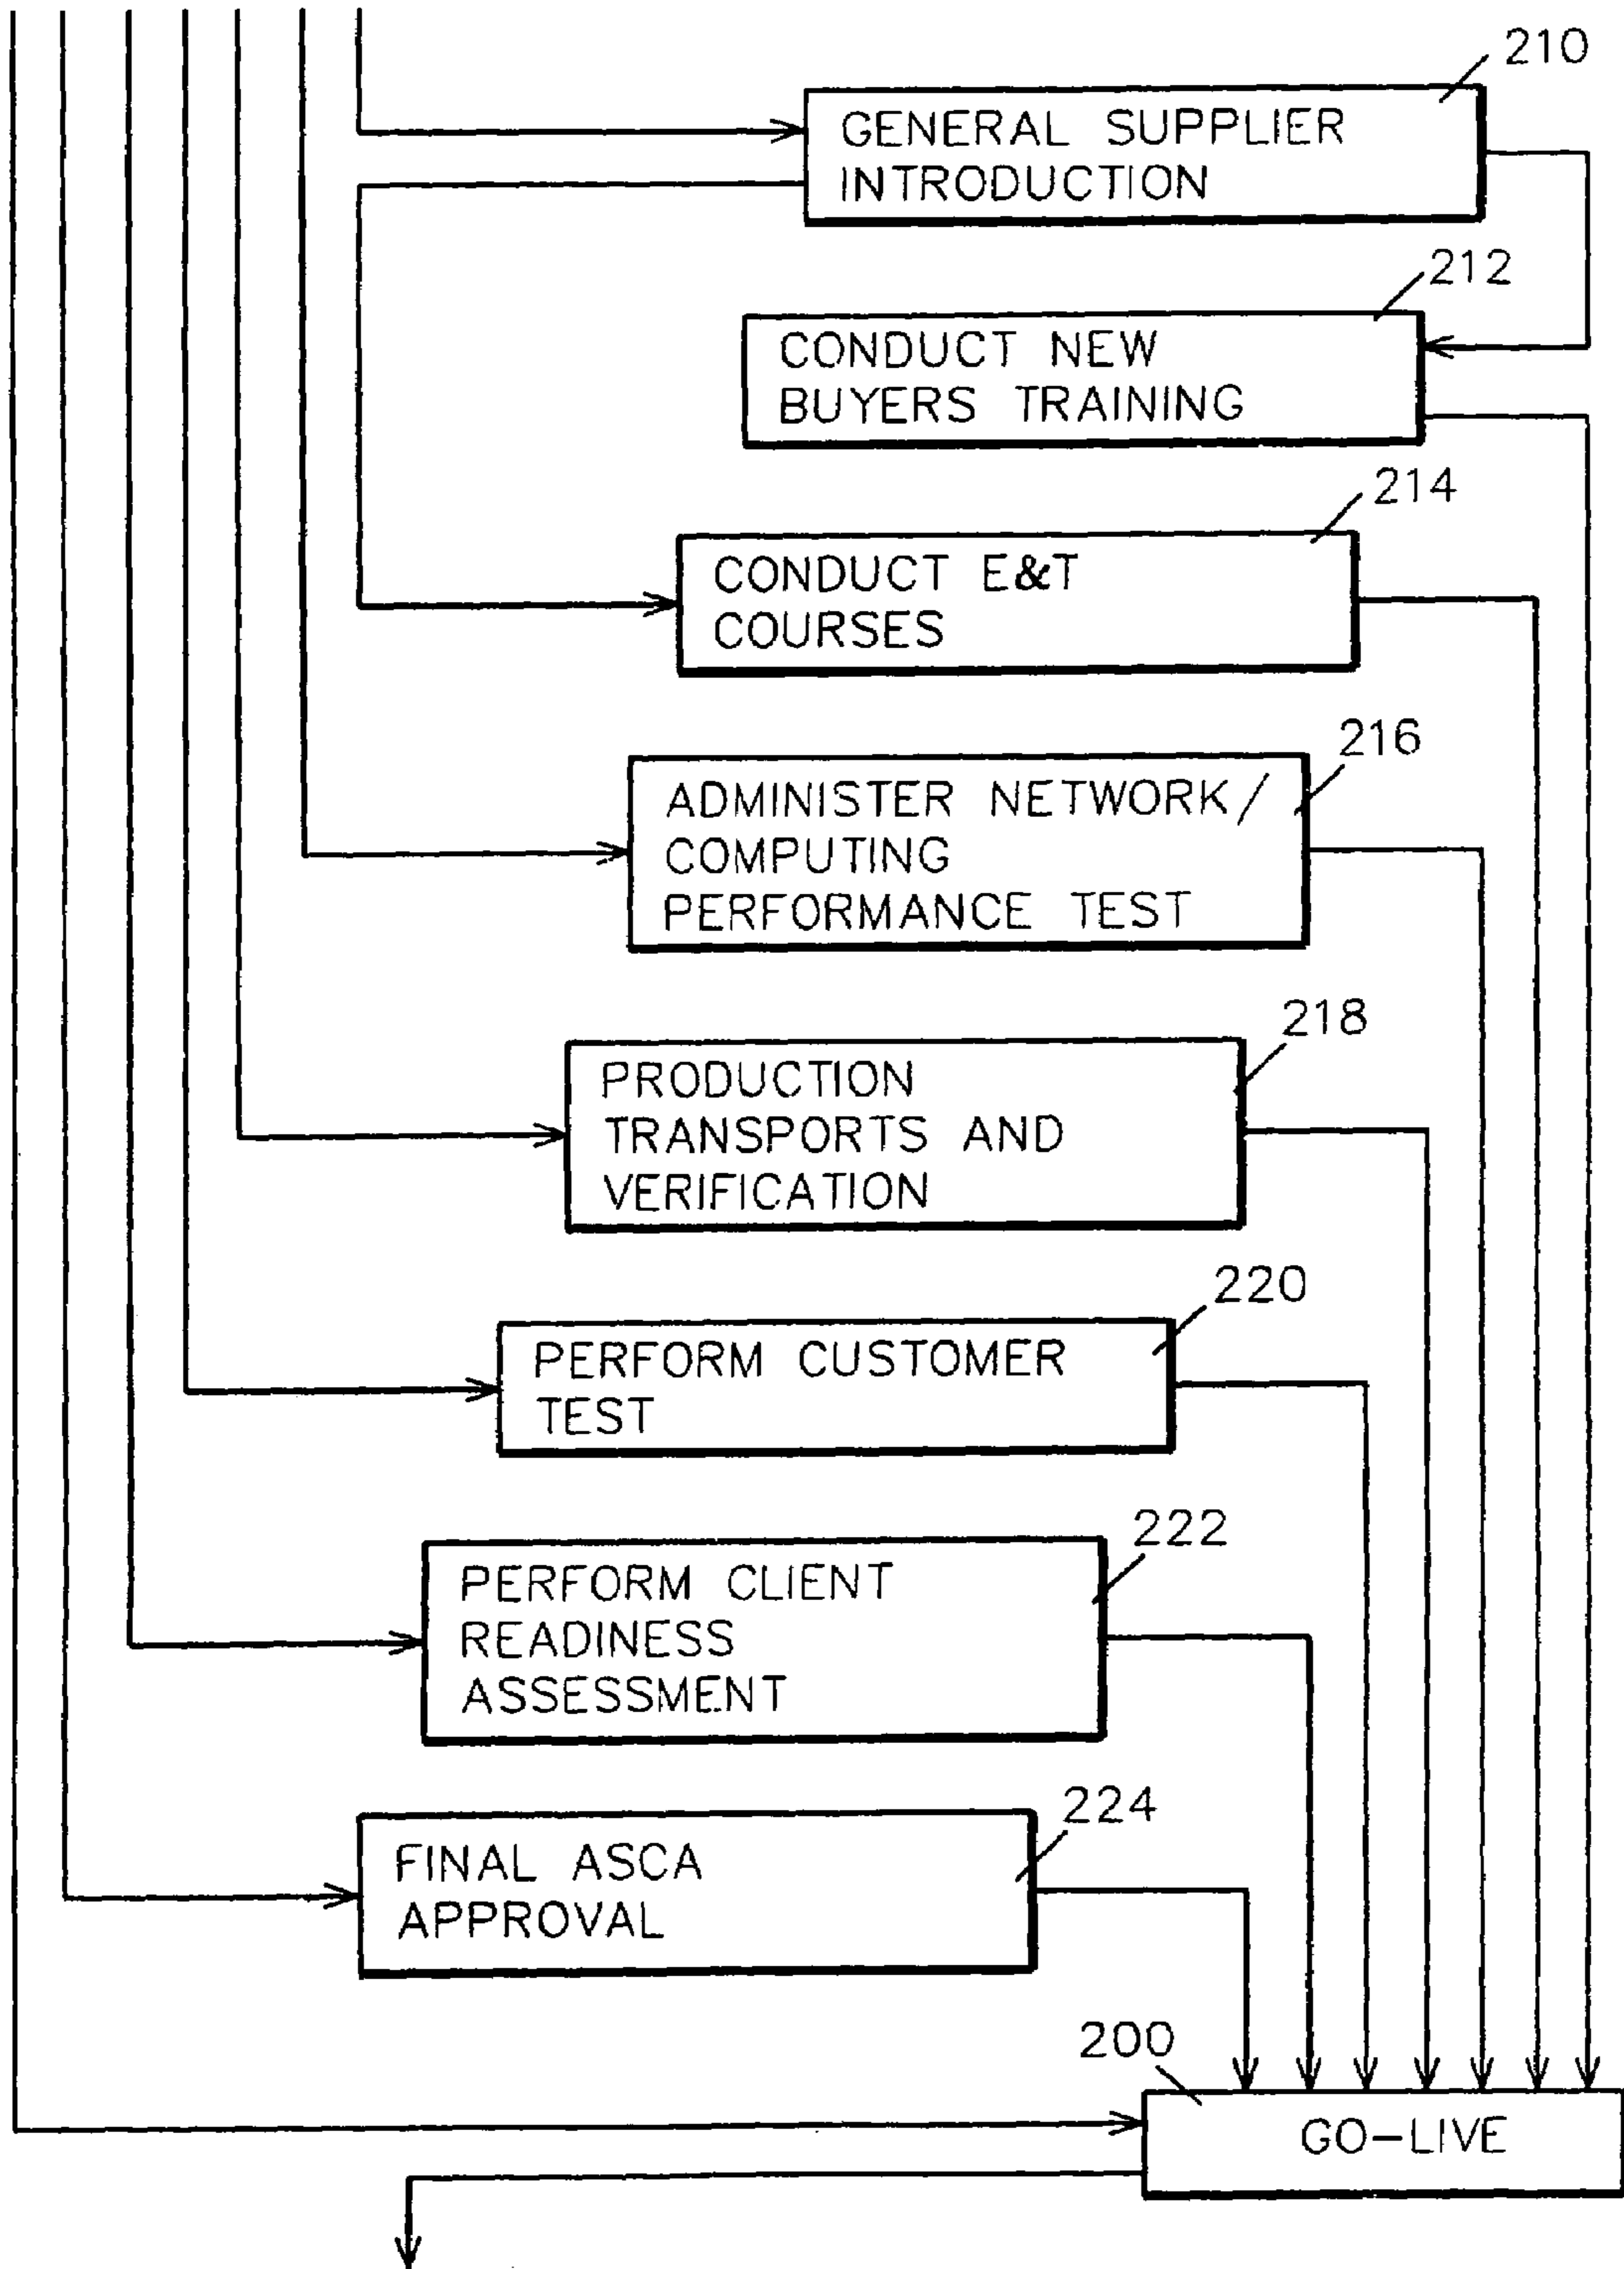 210
GENERAL SUPPLIER
INTRODUCTION
212
CONDUCT NEW
BUYERS TRAINING
214
CONDUCT E&T
COURSES
216
ADMINISTER NETWORK/
COMPUTING
PERFORMANCE TEST
218
PRODUCTION
TRANSPORTS AND
VERIFICATION
220
PERFORM CUSTOMER
TEST
222
PERFORM CLIENT
READINESS
ASSESSMENT
224
FINAL ASCA
APPROVAL
200
GO-LIVE